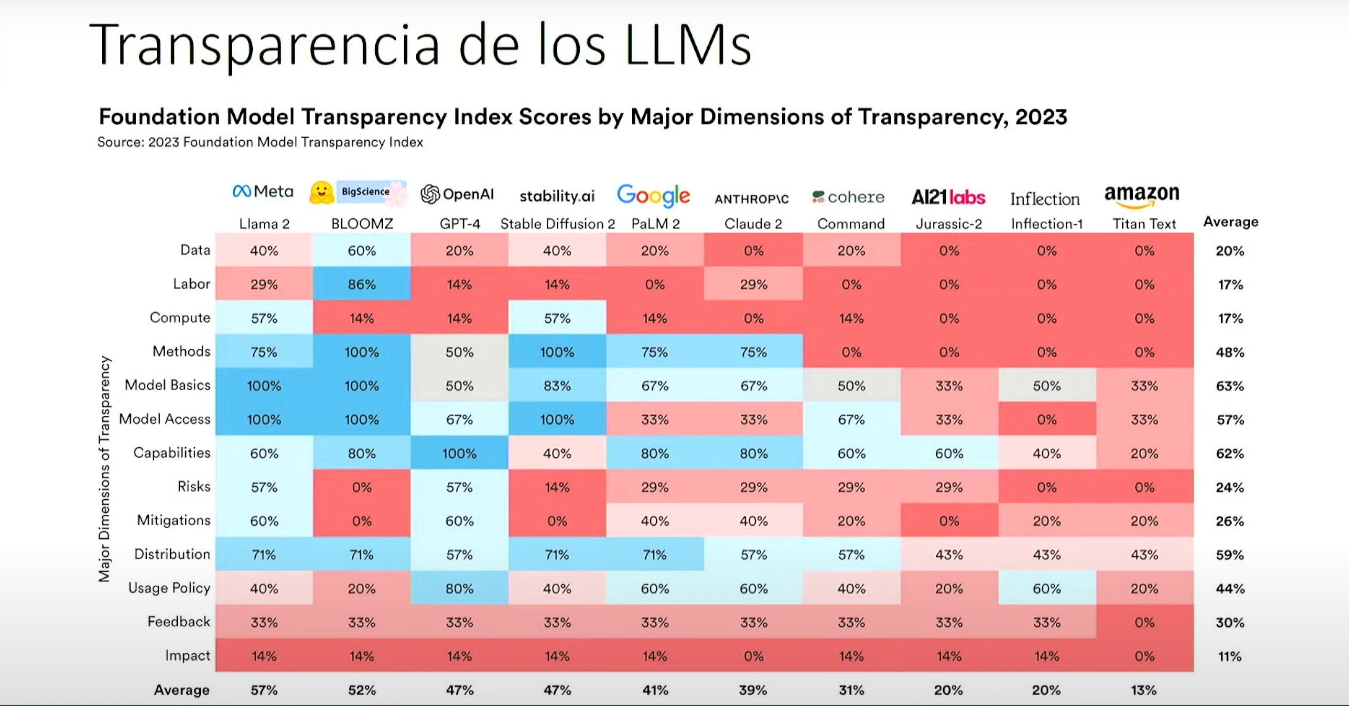 Transparencia de los LLMs
Foundation Model Transparency Index Scores by Major Dimensions of Transparency, 2023
Source: 2023 Foundation Model Transparency Index
Meta BigScience OpenAI stability.ai Google ANTHROP\C cohere AI21labs Inflection amazon
Llama 2 BLOOMZ GPT-4 Stable Diffusion 2 PaLM 2 Claude 2 Command Jurassic-2 Inflection-1 Titan Text Average
Major Dimensions of Transparency
Data 40% 60% 20% 40% 20% 0% 20% 0% 0% 0% 20%
Labor 29% 86% 14% 14% 0% 29% 0% 0% 0% 0% 17%
Compute 57% 14% 14% 57% 14% 0% 14% 0% 0% 0% 17%
Methods 75% 100% 50% 100% 75% 75% 0% 0% 0% 0% 48%
Model Basics 100% 100% 50% 83% 67% 67% 50% 33% 50% 33% 63%
Model Access 100% 100% 67% 100% 33% 33% 67% 33% 0% 33% 57%
Capabilities 60% 80% 100% 40% 80% 80% 60% 60% 40% 20% 62%
Risks 57% 0% 57% 14% 29% 29% 29% 29% 0% 0% 24%
Mitigations 60% 0% 60% 0% 40% 40% 20% 0% 20% 20% 26%
Distribution 71% 71% 57% 71% 71% 57% 57% 43% 43% 43% 59%
Usage Policy 40% 20% 80% 40% 60% 60% 40% 20% 60% 20% 44%
Feedback 33% 33% 33% 33% 33% 33% 33% 33% 33% 0% 30%
Impact 14% 14% 14% 14% 14% 0% 14% 14% 14% 0% 11%
Average 57% 52% 47% 47% 41% 39% 31% 20% 20% 13%